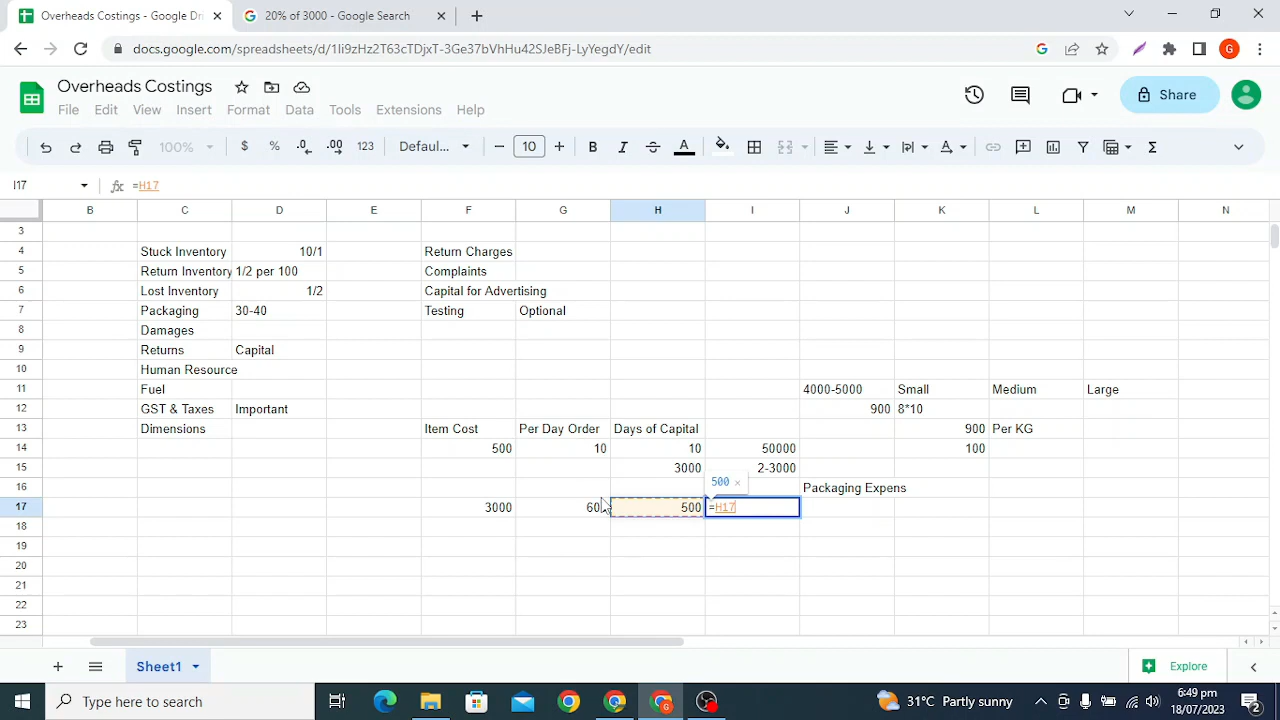 Overheads Costings - Google Dr
20% of 3000 - Google Search
docs.google.com/spreadsheets/d/1Ii9zHz2T63cTDjxT-3Ge37bVhHu42SJeBFj-LyYegdY/edit
G
Overheads Costings
Share
File Edit View Insert Format Data Tools Extensions Help
100% $ % .0 .00 123 Defaul... 10 B I S A
I17 fx =H17
B C D E F G H I J K L M N
3
4 Stuck Inventory 10/1 Return Charges
5 Return Inventory 1/2 per 100 Complaints
6 Lost Inventory 1/2 Capital for Advertising
7 Packaging 30-40 Testing Optional
8 Damages
9 Returns Capital
10 Human Resource
11 Fuel 4000-5000 Small Medium Large
12 GST & Taxes Important 900 8*10
13 Dimensions Item Cost Per Day Order Days of Capital 900 Per KG
14 500 10 10 50000 100
15 3000 2-3000
500 ×
16 Packaging Expens
17 3000 60 500 =H17
18
19
20
21
22
23
Sheet1
Explore
Type here to search
31°C Partly sunny
6:49 pm
18/07/2023
2